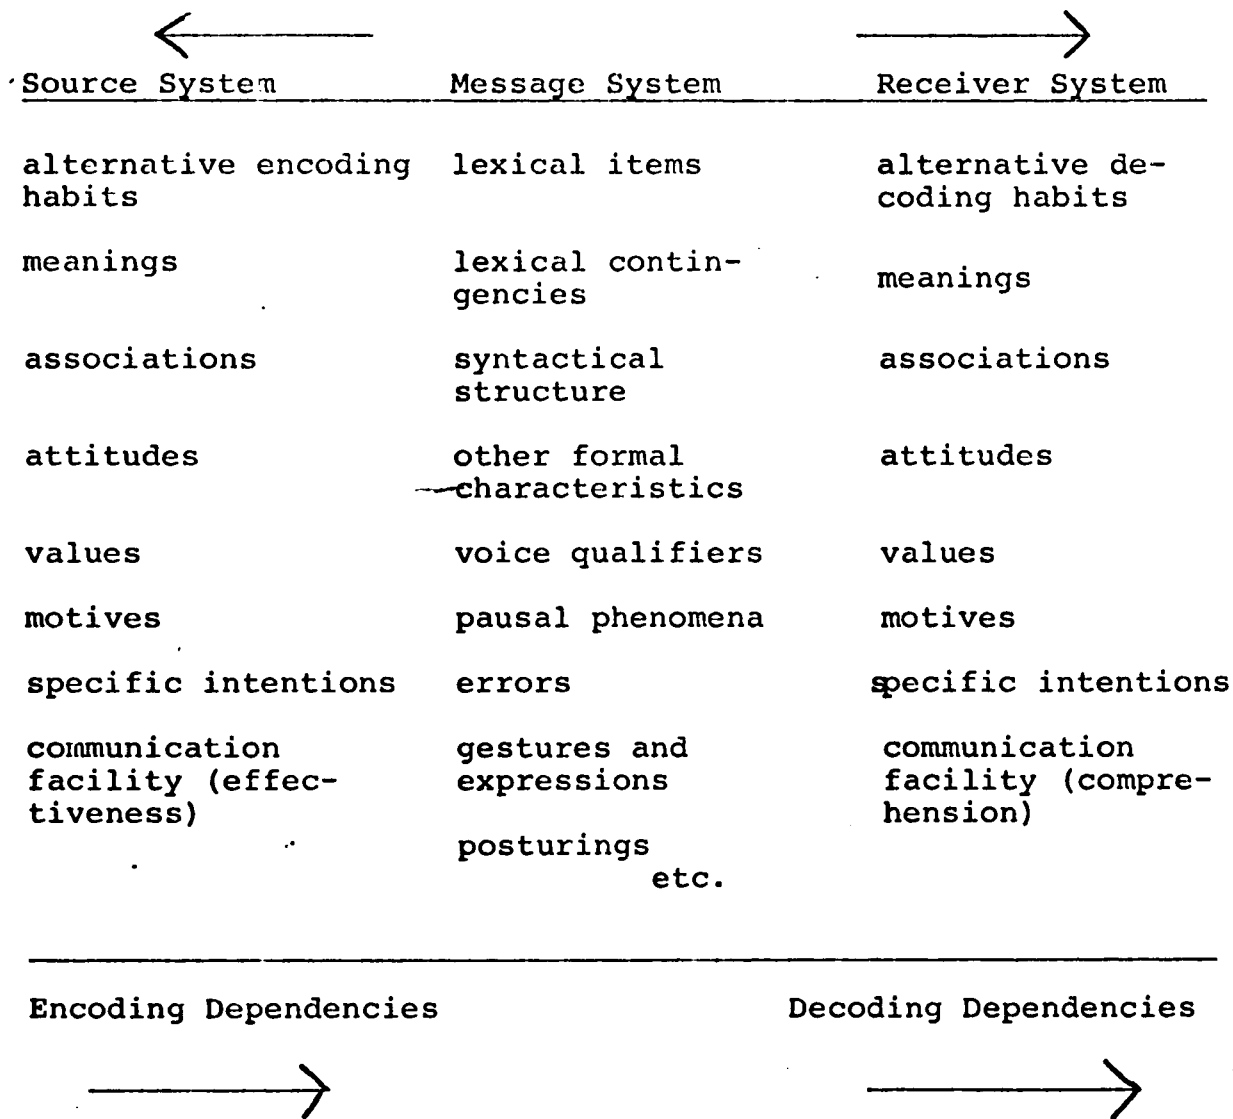 Source System Message System Receiver System
alternative encoding lexical items alternative de-
habits coding habits
meanings lexical contin-
gencies meanings
associations syntactical associations
structure
attitudes other formal attitudes
characteristics
values voice qualifiers values
motives pausal phenomena motives
specific intentions errors specific intentions
communication gestures and communication
facility (effec- expressions facility (compre-
tiveness) hension)
posturings
etc.
Encoding Dependencies Decoding Dependencies